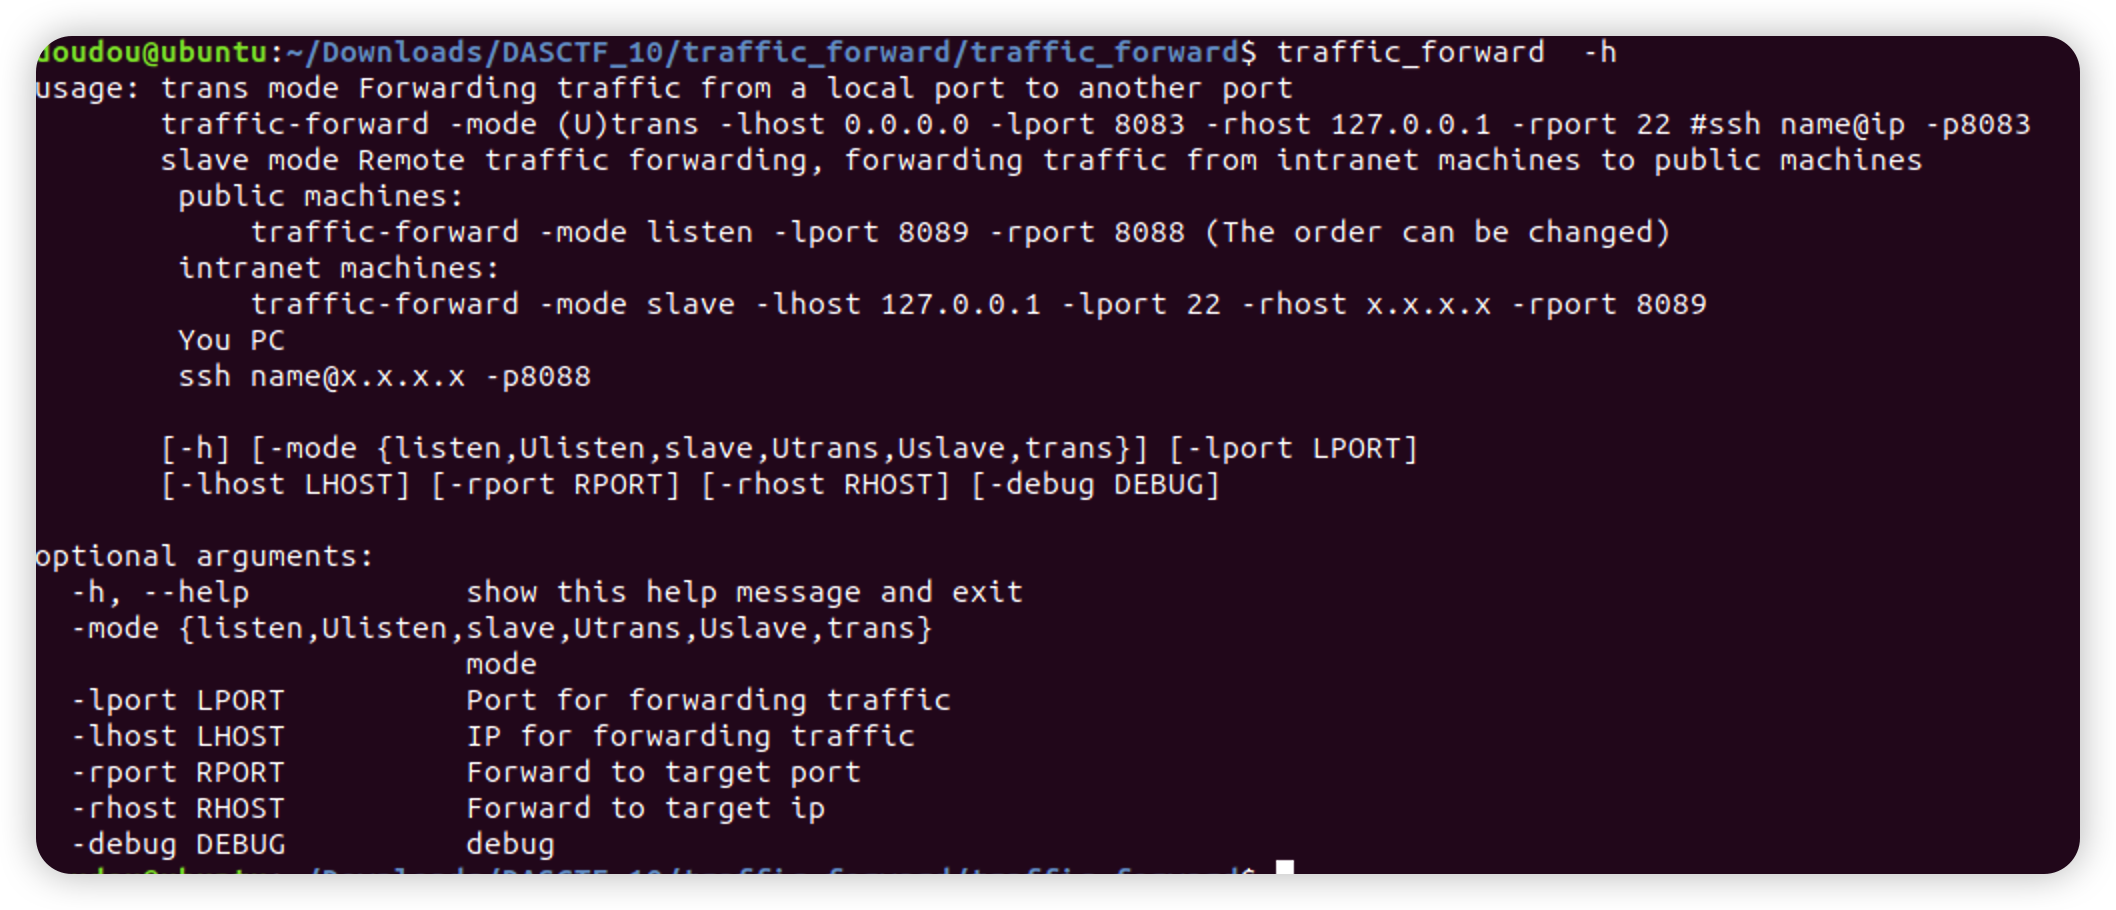 doudou@ubuntu:~/Downloads/DASCTF_10/traffic_forward/traffic_forward$ traffic_forward  -h
usage: trans mode Forwarding traffic from a local port to another port
       traffic-forward -mode (U)trans -lhost 0.0.0.0 -lport 8083 -rhost 127.0.0.1 -rport 22 #ssh name@ip -p8083
       slave mode Remote traffic forwarding, forwarding traffic from intranet machines to public machines
        public machines:
            traffic-forward -mode listen -lport 8089 -rport 8088 (The order can be changed)
        intranet machines:
            traffic-forward -mode slave -lhost 127.0.0.1 -lport 22 -rhost x.x.x.x -rport 8089
        You PC
        ssh name@x.x.x.x -p8088
       [-h] [-mode {listen,Ulisten,slave,Utrans,Uslave,trans}] [-lport LPORT]
       [-lhost LHOST] [-rport RPORT] [-rhost RHOST] [-debug DEBUG]
optional arguments:
  -h, --help            show this help message and exit
  -mode {listen,Ulisten,slave,Utrans,Uslave,trans}
                        mode
  -lport LPORT          Port for forwarding traffic
  -lhost LHOST          IP for forwarding traffic
  -rport RPORT          Forward to target port
  -rhost RHOST          Forward to target ip
  -debug DEBUG          debug